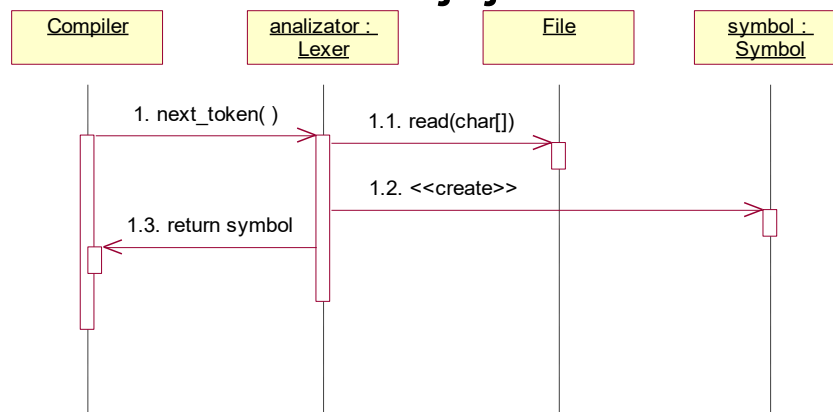 Compiler
analizator :
Lexer
File
symbol :
Symbol
1. next_token( )
1.1. read(char[])
1.2. <<create>>
1.3. return symbol